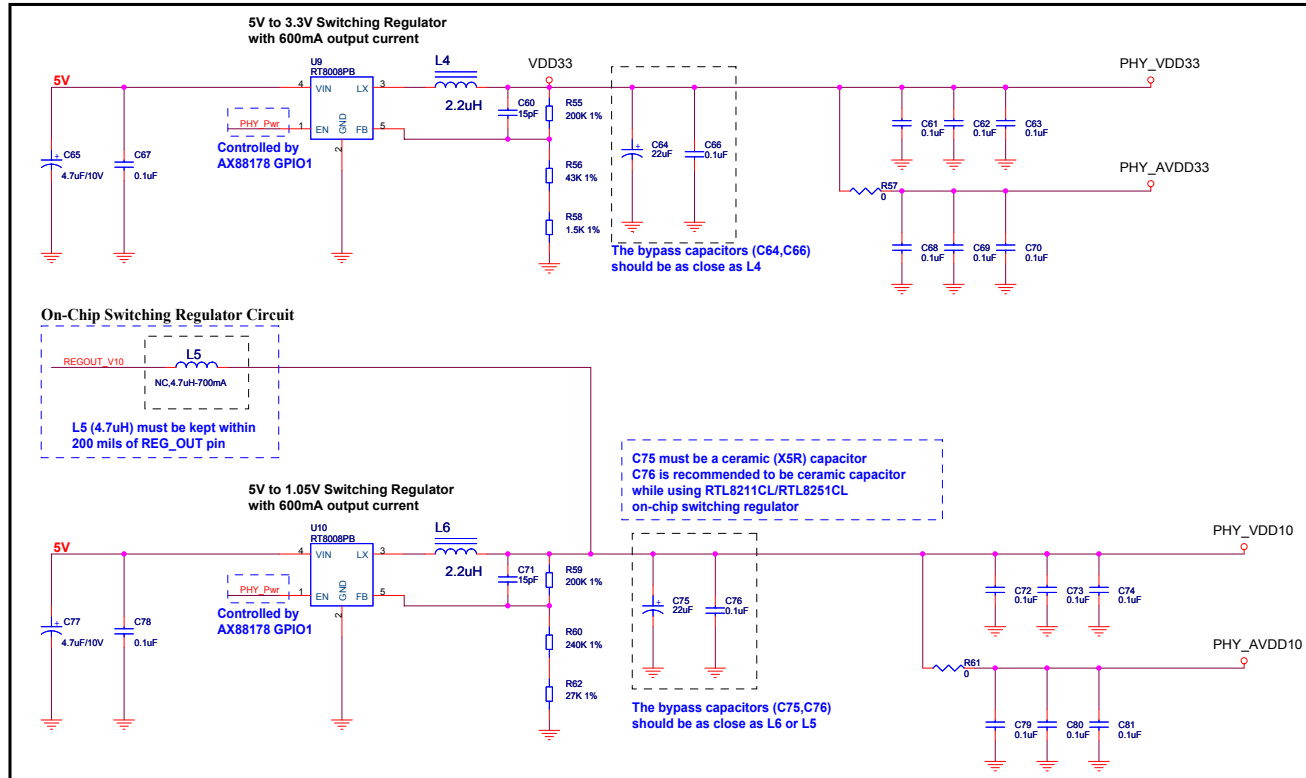 5V to 3.3V Switching Regulator
with 600mA output current
U9
RT8008PB
L4
2.2uH
VDD33
PHY_VDD33
5V
4
VIN
LX
3
PHY_Pwr
1
EN
GND
FB
5
2
Controlled by
AX88178 GPIO1
C65
4.7uF/10V
C67
0.1uF
C60
15pF
R55
200K 1%
R56
43K 1%
R58
1.5K 1%
C64
22uF
C66
0.1uF
The bypass capacitors (C64,C66)
should be as close as L4
C61
0.1uF
C62
0.1uF
C63
0.1uF
PHY_AVDD33
R57
0
C68
0.1uF
C69
0.1uF
C70
0.1uF
On-Chip Switching Regulator Circuit
REGOUT_V10
L5
NC,4.7uH-700mA
L5 (4.7uH) must be kept within
200 mils of REG_OUT pin
C75 must be a ceramic (X5R) capacitor
C76 is recommended to be ceramic capacitor
while using RTL8211CL/RTL8251CL
on-chip switching regulator
5V to 1.05V Switching Regulator
with 600mA output current
U10
RT8008PB
L6
2.2uH
PHY_VDD10
5V
4
VIN
LX
3
PHY_Pwr
1
EN
GND
FB
5
2
Controlled by
AX88178 GPIO1
C77
4.7uF/10V
C78
0.1uF
C71
15pF
R59
200K 1%
R60
240K 1%
R62
27K 1%
C75
22uF
C76
0.1uF
The bypass capacitors (C75,C76)
should be as close as L6 or L5
C72
0.1uF
C73
0.1uF
C74
0.1uF
PHY_AVDD10
R61
0
C79
0.1uF
C80
0.1uF
C81
0.1uF